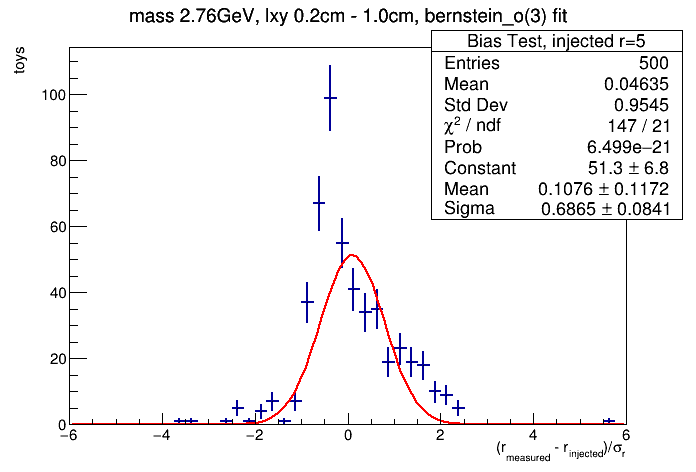 mass 2.76GeV, lxy 0.2cm - 1.0cm, bernstein_o(3) fit
Bias Test, injected r=5
Entries 500
Mean 0.04635
Std Dev 0.9545
χ² / ndf 147 / 21
Prob 6.499e−21
Constant 51.3 ± 6.8
Mean 0.1076 ± 0.1172
Sigma 0.6865 ± 0.0841
toys
100
80
60
40
20
0
−6 −4 −2 0 2 4 6
(r_measured - r_injected)/σ_r